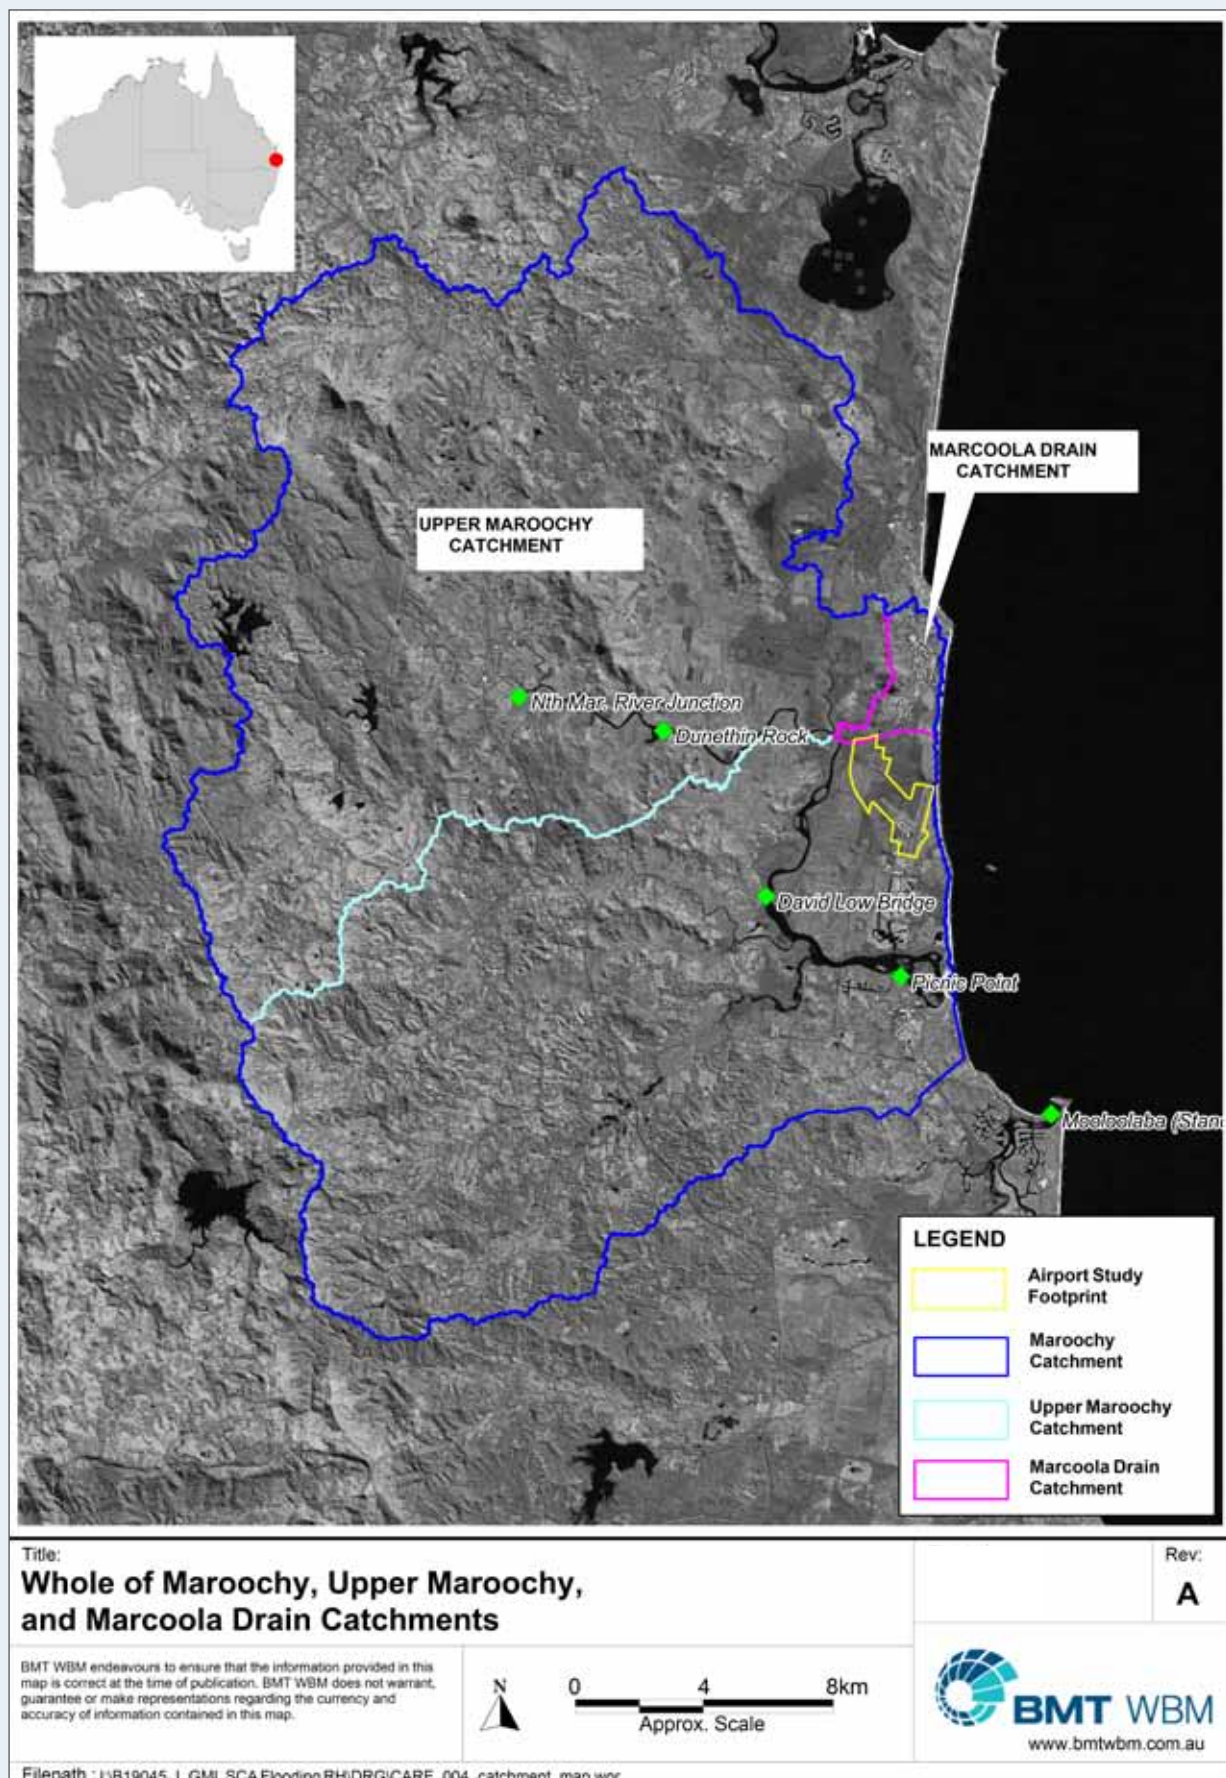 MARCOOLA DRAIN
CATCHMENT
UPPER MAROOCHY
CATCHMENT
Nth Mar. River Junction
Dunethin Rock
David Low Bridge
Picnic Point
Mooloolaba (Stand
LEGEND
Airport Study
Footprint
Maroochy
Catchment
Upper Maroochy
Catchment
Marcoola Drain
Catchment
Title:
Whole of Maroochy, Upper Maroochy,
and Marcoola Drain Catchments
Rev:
A
BMT WBM endeavours to ensure that the information provided in this
map is correct at the time of publication. BMT WBM does not warrant,
guarantee or make representations regarding the currency and
accuracy of information contained in this map.
N
0 4 8km
Approx. Scale
BMT WBM
www.bmtwbm.com.au
Filepath :